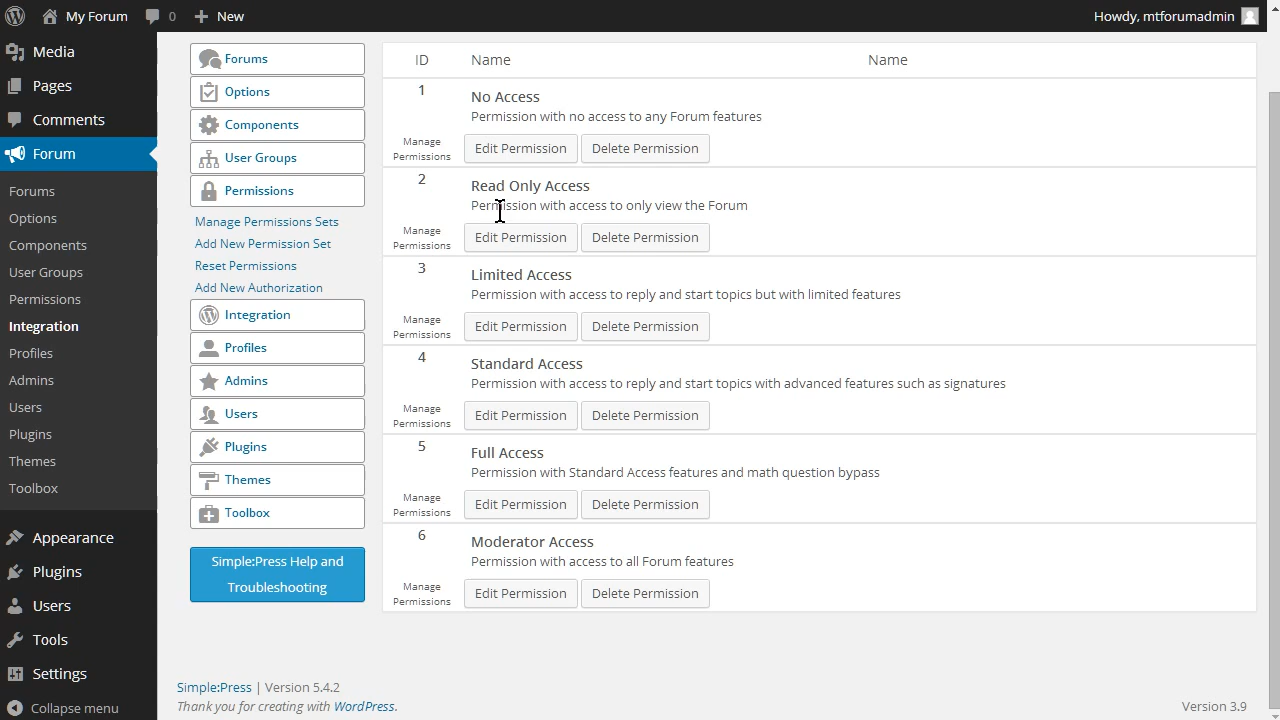 My Forum
0
New
Howdy, mtforumadmin
Media
Pages
Comments
Forum
Forums
Options
Components
User Groups
Permissions
Integration
Profiles
Admins
Users
Plugins
Themes
Toolbox
Appearance
Plugins
Users
Tools
Settings
Collapse menu
Forums
Options
Components
User Groups
Permissions
Manage Permissions Sets
Add New Permission Set
Reset Permissions
Add New Authorization
Integration
Profiles
Admins
Users
Plugins
Themes
Toolbox
Simple:Press Help and
Troubleshooting
ID Name Name
1
No Access
Permission with no access to any Forum features
Manage
Permissions
Edit Permission Delete Permission
2
Read Only Access
Permission with access to only view the Forum
Manage
Permissions
Edit Permission Delete Permission
3
Limited Access
Permission with access to reply and start topics but with limited features
Manage
Permissions
Edit Permission Delete Permission
4
Standard Access
Permission with access to reply and start topics with advanced features such as signatures
Manage
Permissions
Edit Permission Delete Permission
5
Full Access
Permission with Standard Access features and math question bypass
Manage
Permissions
Edit Permission Delete Permission
6
Moderator Access
Permission with access to all Forum features
Manage
Permissions
Edit Permission Delete Permission
Simple:Press | Version 5.4.2
Thank you for creating with WordPress.
Version 3.9